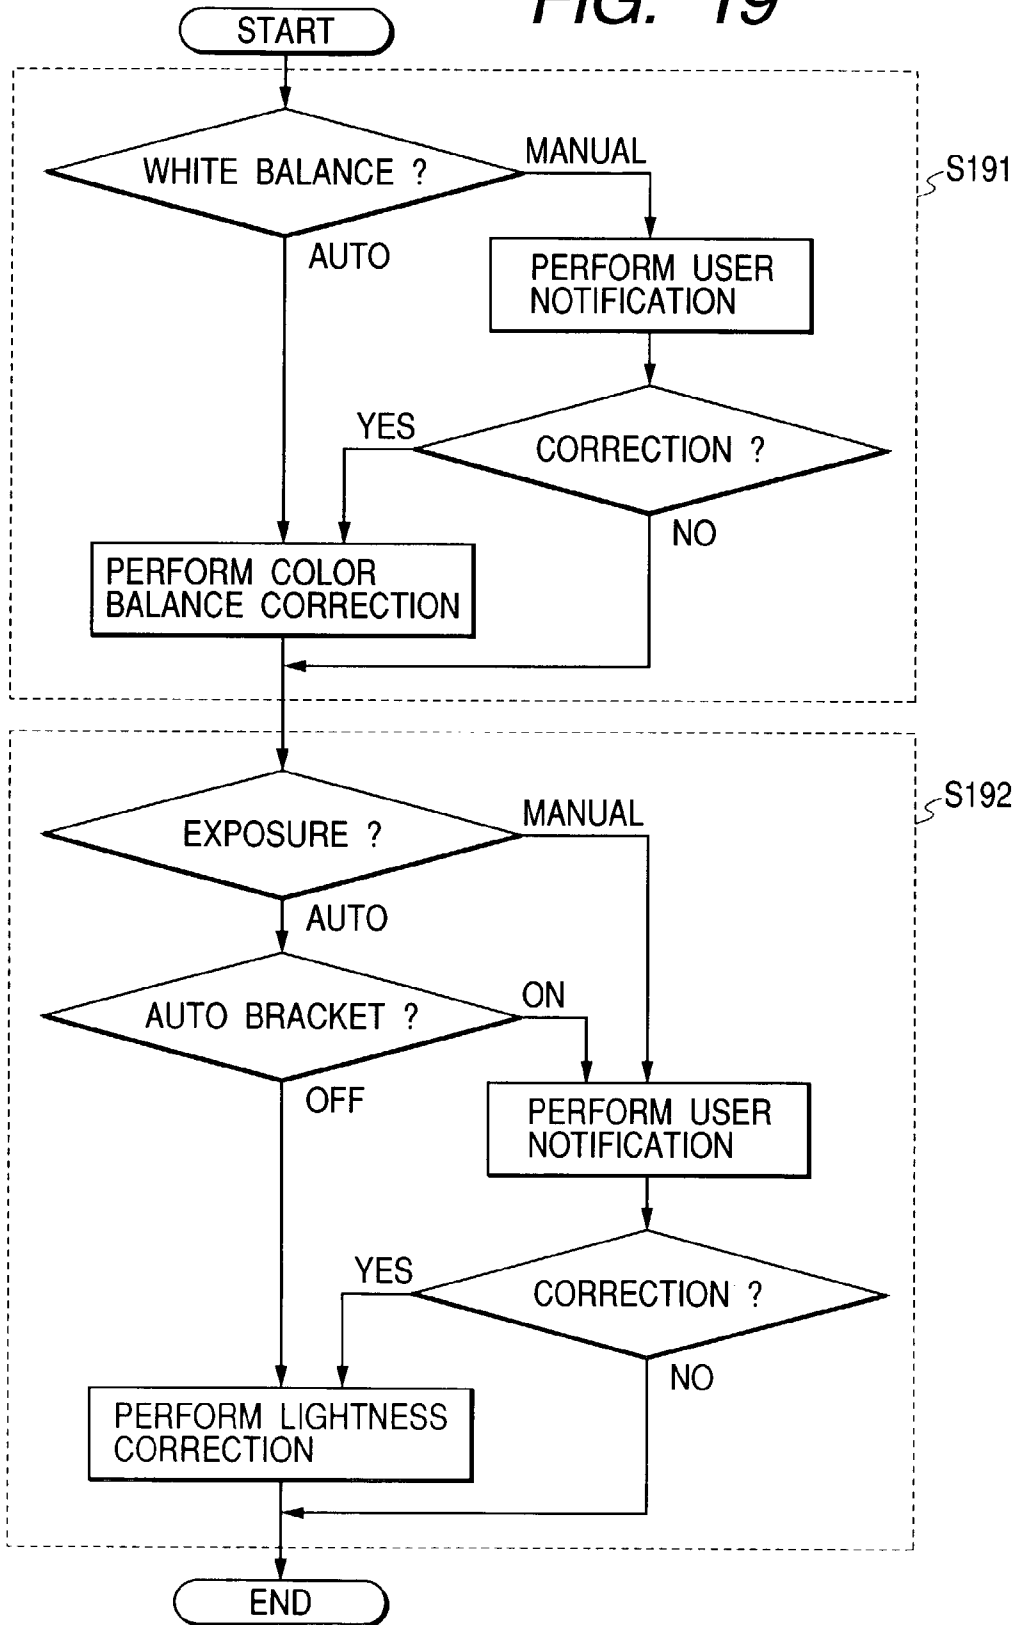 FIG. 19
START
WHITE BALANCE ?
MANUAL
S191
AUTO
PERFORM USER
NOTIFICATION
YES
CORRECTION ?
NO
PERFORM COLOR
BALANCE CORRECTION
EXPOSURE ?
MANUAL
S192
AUTO
AUTO BRACKET ?
ON
OFF
PERFORM USER
NOTIFICATION
YES
CORRECTION ?
NO
PERFORM LIGHTNESS
CORRECTION
END